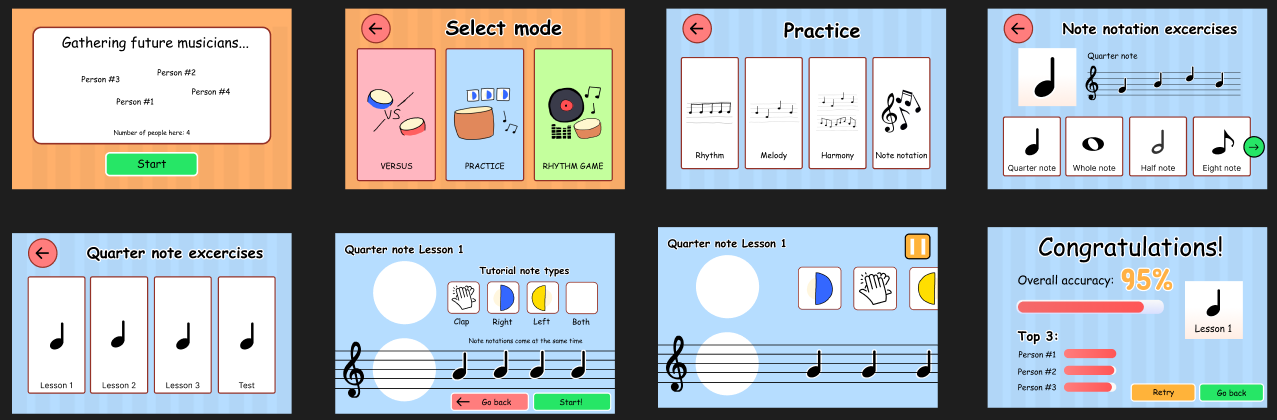 Gathering future musicians...
Person #3
Person #2
Person #1
Person #4
Number of people here: 4
Start
Select mode
VS
VERSUS
PRACTICE
RHYTHM GAME
Practice
Rhythm
Melody
Harmony
Note notation
Note notation excercises
Quarter note
Quarter note
Whole note
Half note
Eight note
Quarter note excercises
Lesson 1
Lesson 2
Lesson 3
Test
Quarter note Lesson 1
Tutorial note types
Clap
Right
Left
Both
Note notations come at the same time
Go back
Start!
Quarter note Lesson 1
Congratulations!
Overall accuracy: 95%
Lesson 1
Top 3:
Person #1
Person #2
Person #3
Retry
Go back